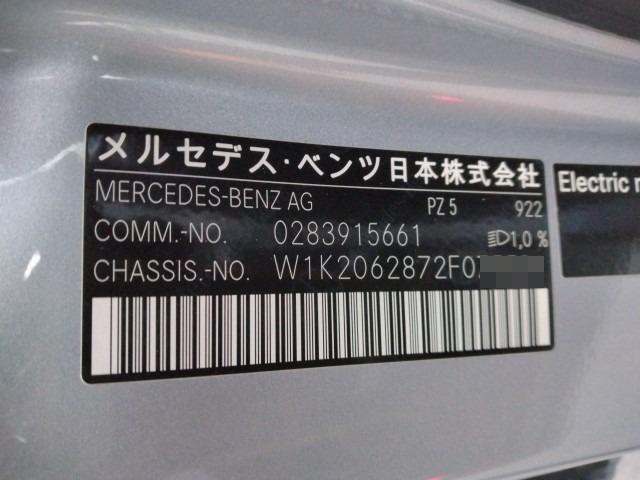 メルセデス・ベンツ日本株式会社
MERCEDES-BENZ AG PZ 5 922
COMM.-NO. 0283915661 1,0 %
CHASSIS.-NO. W1K2062872F0
Electric